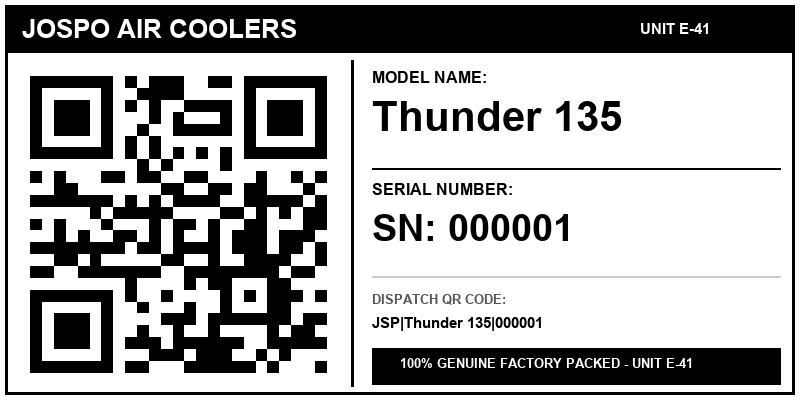 JOSPO AIR COOLERS
UNIT E-41
MODEL NAME:
Thunder 135
SERIAL NUMBER:
SN: 000001
DISPATCH QR CODE:
JSP|Thunder 135|000001
100% GENUINE FACTORY PACKED - UNIT E-41